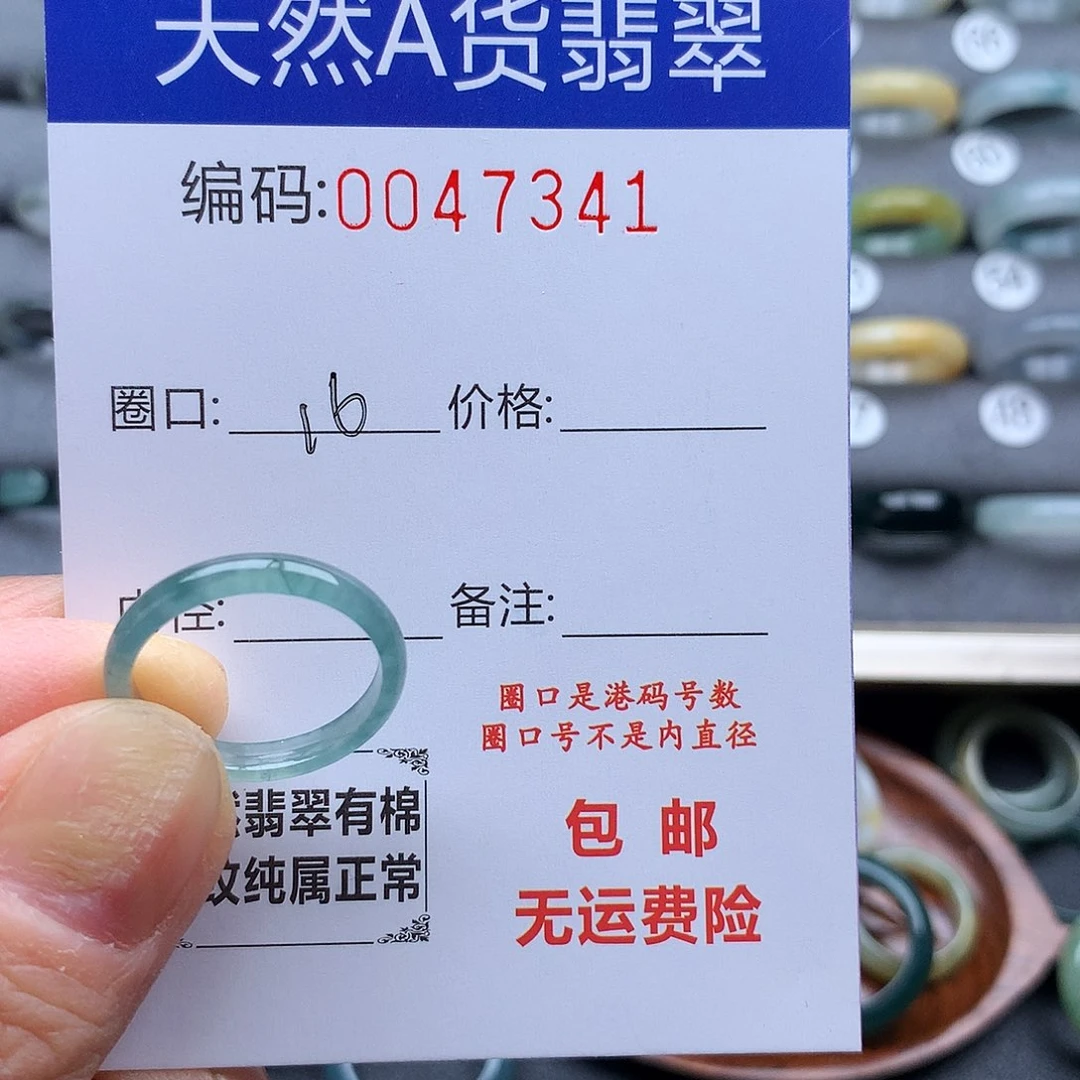 天然A货翡翠
编码:0047341
圈口: 16 价格:
内径: 备注:
圈口是港码号数
圈口号不是内直径
翡翠有棉
纹纯属正常
包邮
无运费险